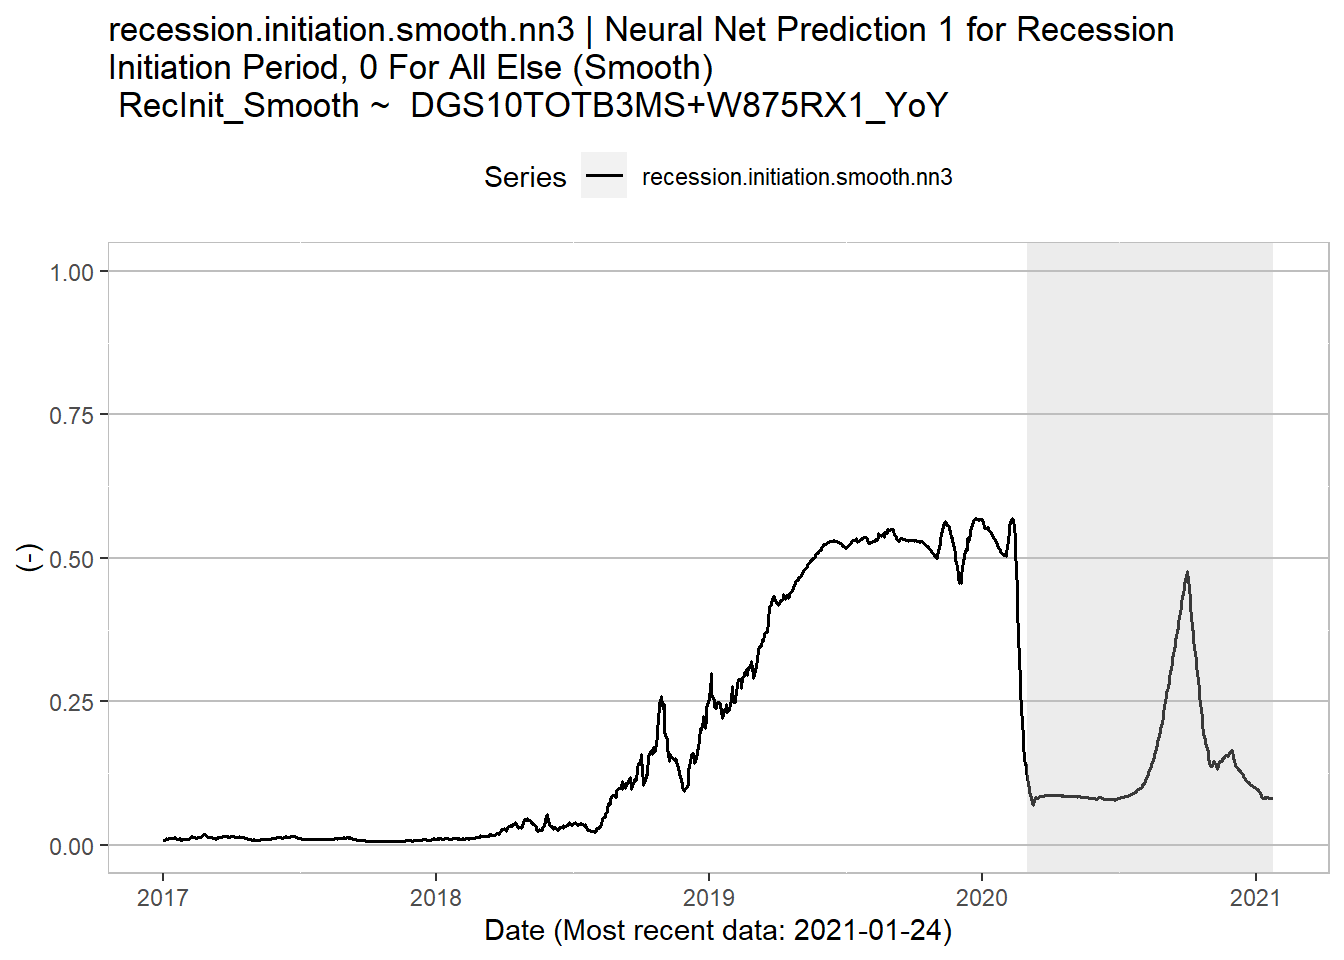 recession.initiation.smooth.nn3 | Neural Net Prediction 1 for Recession
Initiation Period, 0 For All Else (Smooth)
RecInit_Smooth ~  DGS10TOTB3MS+W875RX1_YoY
Series recession.initiation.smooth.nn3
1.00
0.75
0.50
0.25
0.00
(-)
2017 2018 2019 2020 2021
Date (Most recent data: 2021-01-24)